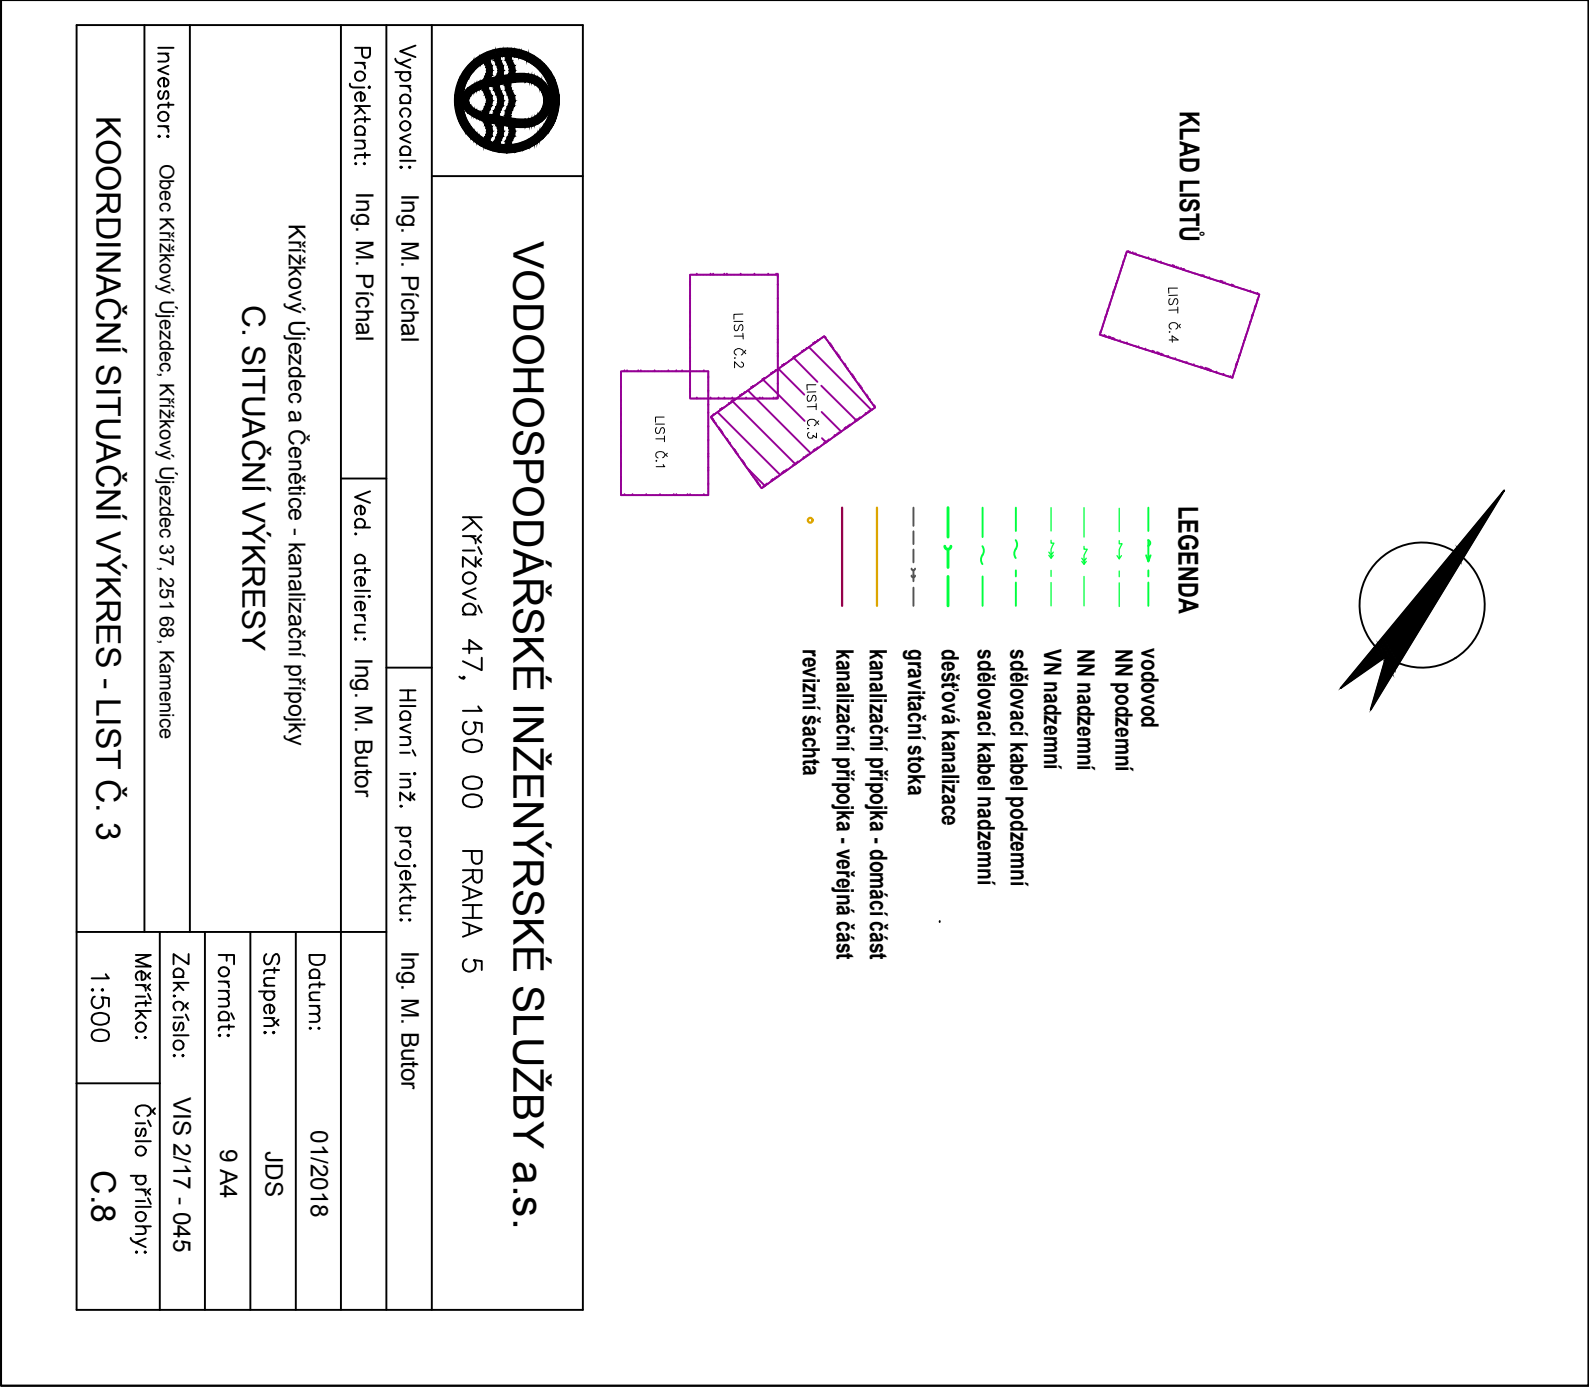 KLAD LISTŮ
LIST Č.4
LIST Č.2
LIST Č.3
LIST Č.1
LEGENDA
vodovod
NN podzemní
NN nadzemní
VN nadzemní
sdělovací kabel podzemní
sdělovací kabel nadzemní
dešťová kanalizace
gravitační stoka
kanalizační přípojka - domácí část
kanalizační přípojka - veřejná část
revizní šachta
VODOHOSPODÁŘSKÉ INŽENÝRSKÉ SLUŽBY a.s.
Křížová 47, 150 00 PRAHA 5
Vypracoval: Ing. M. Píchal
Hlavní inž. projektu: Ing. M. Butor
Projektant: Ing. M. Píchal
Ved. atelieru: Ing. M. Butor
Křížkový Újezdec a Čenětice - kanalizační přípojky
C. SITUAČNÍ VÝKRESY
Datum: 01/2018
Stupeň: JDS
Formát: 9 A4
Investor: Obec Křížkový Újezdec, Křížkový Újezdec 37, 251 68, Kamenice
Zak.číslo: VIS 2/17 - 045
KOORDINAČNÍ SITUAČNÍ VÝKRES - LIST Č. 3
Měřítko:
1:500
Číslo přílohy:
C.8